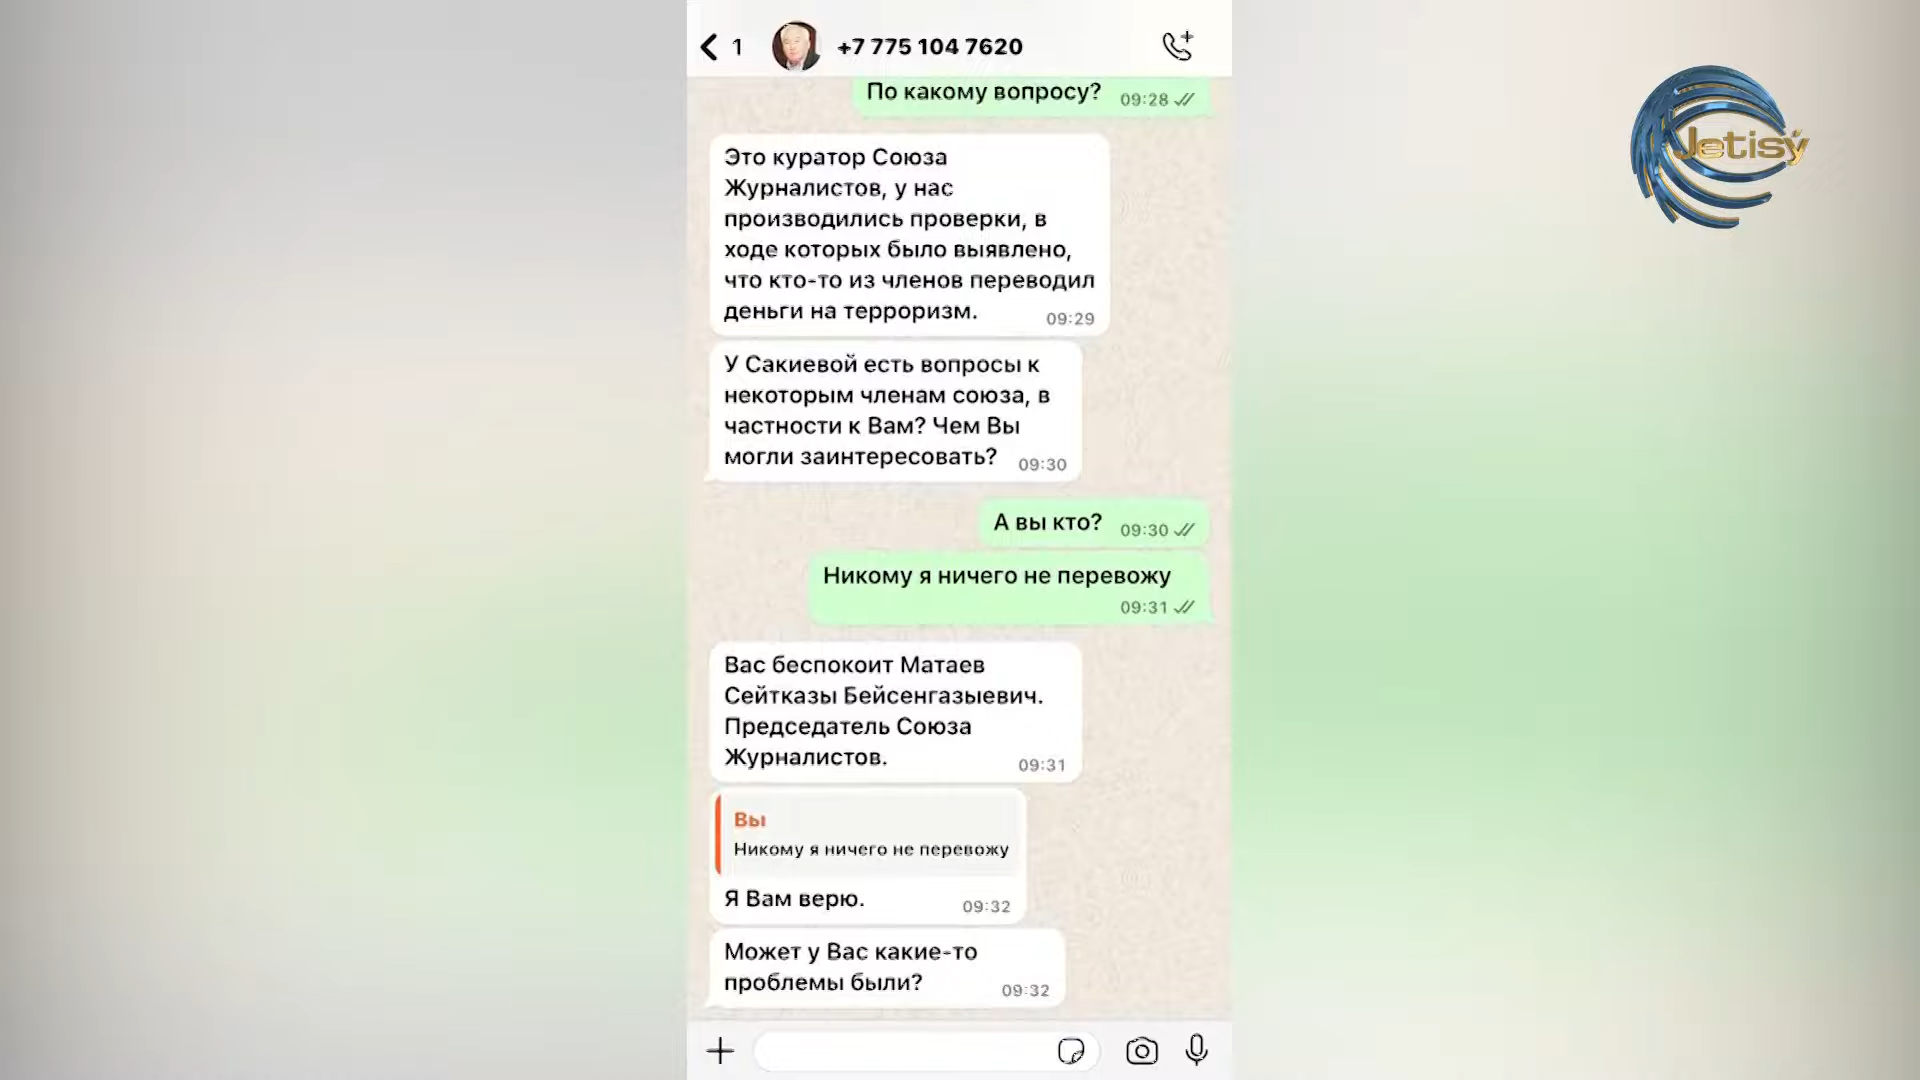 1
+7 775 104 7620
По какому вопросу? 09:28
Это куратор Союза
Журналистов, у нас
производились проверки, в
ходе которых было выявлено,
что кто-то из членов переводил
деньги на терроризм. 09:29
У Сакиевой есть вопросы к
некоторым членам союза, в
частности к Вам? Чем Вы
могли заинтересовать? 09:30
А вы кто? 09:30
Никому я ничего не перевожу
09:31
Вас беспокоит Матаев
Сейтказы Бейсенгазыевич.
Председатель Союза
Журналистов. 09:31
Вы
Никому я ничего не перевожу
Я Вам верю. 09:32
Может у Вас какие-то
проблемы были? 09:32
Jetisý